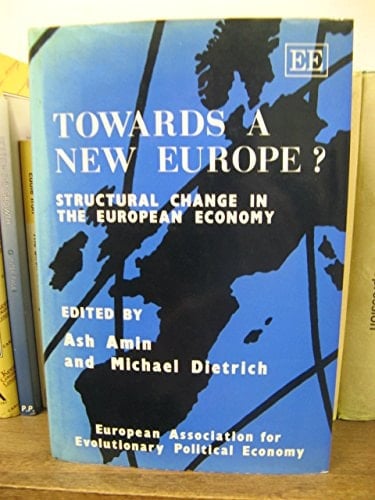 EE
TOWARDS A
NEW EUROPE ?
STRUCTURAL CHANGE IN
THE EUROPEAN ECONOMY
EDITED BY
Ash Amin
and Michael Dietrich
European Association for
Evolutionary Political Economy
P.P.